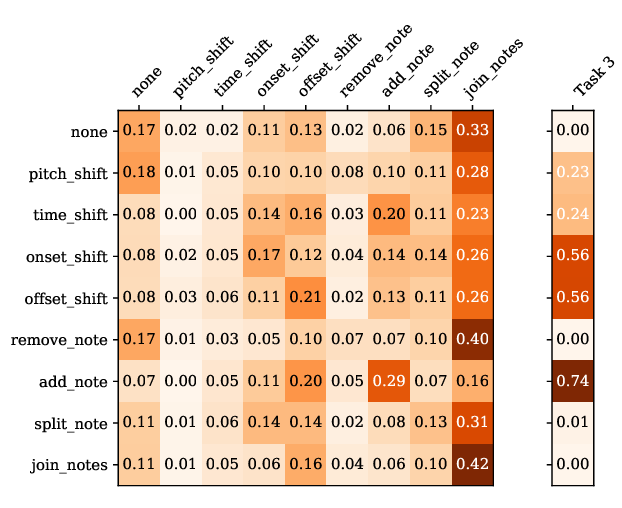 none pitch_shift time_shift onset_shift offset_shift remove_note add_note split_note join_notes Task 3
none 0.17 0.02 0.02 0.11 0.13 0.02 0.06 0.15 0.33 0.00
pitch_shift 0.18 0.01 0.05 0.10 0.10 0.08 0.10 0.11 0.28 0.23
time_shift 0.08 0.00 0.05 0.14 0.16 0.03 0.20 0.11 0.23 0.24
onset_shift 0.08 0.02 0.05 0.17 0.12 0.04 0.14 0.14 0.26 0.56
offset_shift 0.08 0.03 0.06 0.11 0.21 0.02 0.13 0.11 0.26 0.56
remove_note 0.17 0.01 0.03 0.05 0.10 0.07 0.07 0.10 0.40 0.00
add_note 0.07 0.00 0.05 0.11 0.20 0.05 0.29 0.07 0.16 0.74
split_note 0.11 0.01 0.06 0.14 0.14 0.02 0.08 0.13 0.31 0.01
join_notes 0.11 0.01 0.05 0.06 0.16 0.04 0.06 0.10 0.42 0.00